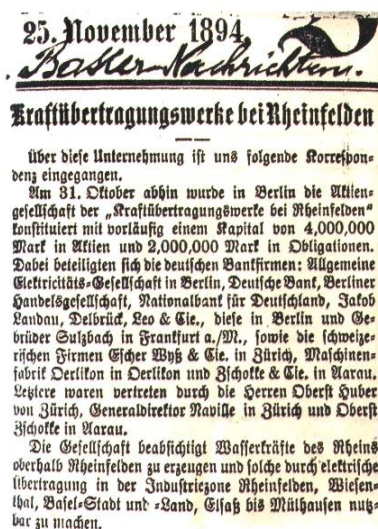 25. November 1894.
Basler Nachrichten.
Kraftübertragungswerke bei Rheinfelden
Über diese Unternehmung ist uns folgende Korrespon-
denz eingegangen.
Am 31. Oktober abhin wurde in Berlin die Aktien-
gesellschaft der „Kraftübertragungswerke bei Rheinfelden“
konstituiert mit vorläufig einem Kapital von 4,000,000
Mark in Aktien und 2,000,000 Mark in Obligationen.
Dabei beteiligten sich die deutschen Bankfirmen: Allgemeine
Elektricitäts-Gesellschaft in Berlin, Deutsche Bank, Berliner
Handelsgesellschaft, Nationalbank für Deutschland, Jakob
Landau, Delbrück, Leo & Cie., diese in Berlin und Ge-
brüder Sulzbach in Frankfurt a./M., sowie die schweize-
rischen Firmen Escher Wyß & Cie. in Zürich, Maschinen-
fabrik Oerlikon in Oerlikon und Zschokke & Cie. in Aarau.
Letztere waren vertreten durch die Herren Oberst Huber
von Zürich, Generaldirektor Naville in Zürich und Oberst
Zschokke in Aarau.
Die Gesellschaft beabsichtigt Wasserkräfte des Rheins
oberhalb Rheinfelden zu erzeugen und solche durch elektrische
Übertragung in der Industriezone Rheinfelden, Wiesen-
thal, Basel-Stadt und -Land, Elsaß bis Mülhausen nutz-
bar zu machen.